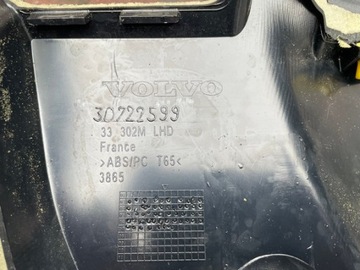 VOLVO
30722599
33 302M LHD
France
>ABS/PC T65<
3865